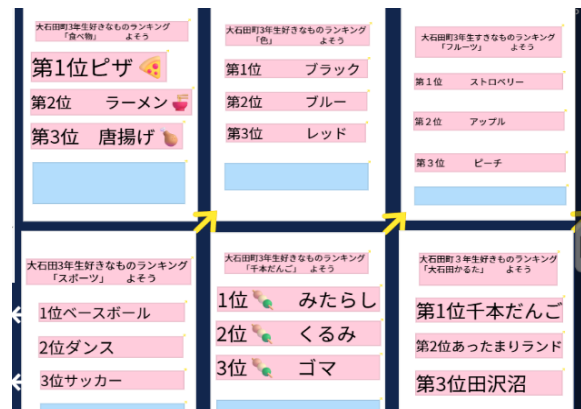 大石田町3年生好きなものランキング
「食べ物」 よそう
第1位ピザ🍕
第2位 ラーメン🍜
第3位 唐揚げ🍗
大石田町3年生好きなものランキング
「色」 よそう
第1位 ブラック
第2位 ブルー
第3位 レッド
大石田町3年生すきなものランキング
「フルーツ」 よそう
第1位 ストロベリー
第2位 アップル
第3位 ピーチ
大石田3年生好きなものランキング
「スポーツ」 よそう
1位ベースボール
2位ダンス
3位サッカー
大石田町3年生好きなものランキング
「千本だんご」 よそう
1位🍡 みたらし
2位🍡 くるみ
3位🍡 ゴマ
大石田町３年生好きものランキング
「大石田かるた」 よそう
第1位千本だんご
第2位あったまりランド
第3位田沢沼